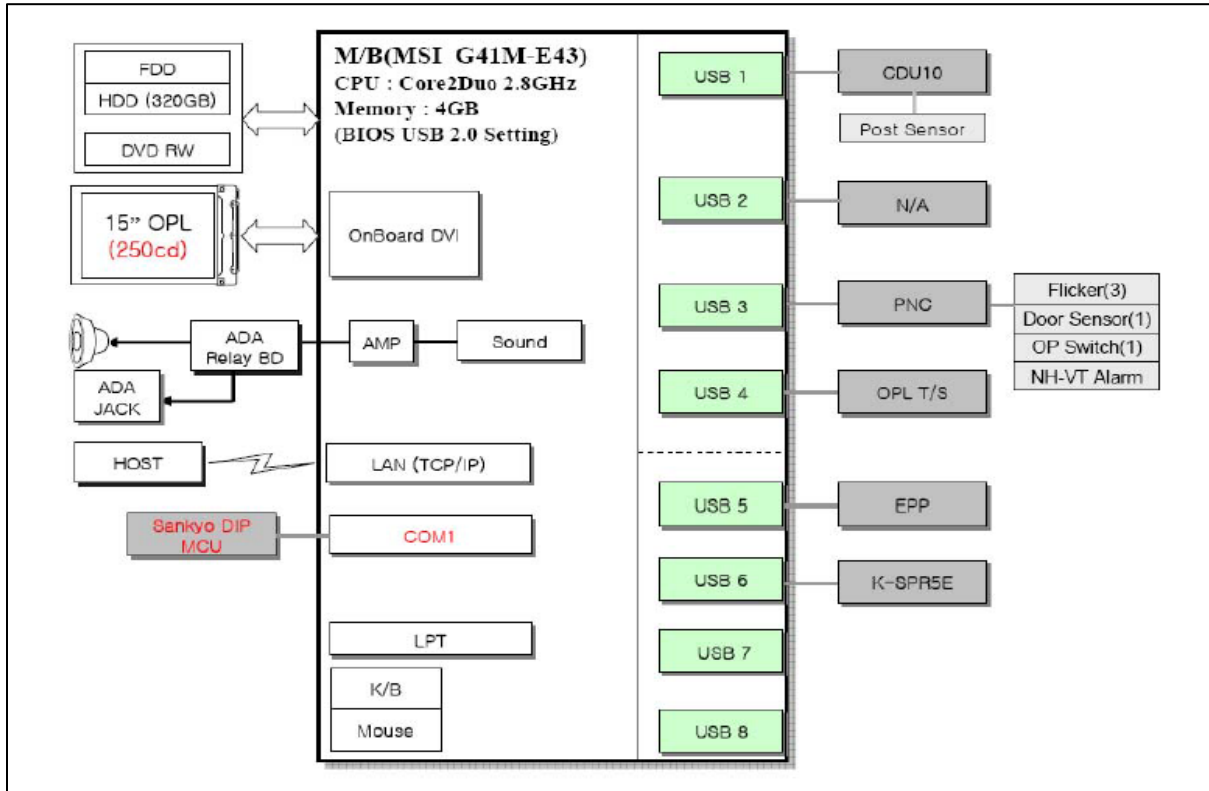 FDD
HDD (320GB)
DVD RW
15" OPL
(250cd)
ADA
Relay BD
ADA
JACK
HOST
Sankyo DIP
MCU
M/B(MSI G41M-E43)
CPU : Core2Duo 2.8GHz
Memory : 4GB
(BIOS USB 2.0 Setting)
OnBoard DVI
AMP
Sound
LAN (TCP/IP)
COM1
LPT
K/B
Mouse
USB 1
USB 2
USB 3
USB 4
USB 5
USB 6
USB 7
USB 8
CDU10
Post Sensor
N/A
PNC
OPL T/S
EPP
K-SPR5E
Flicker(3)
Door Sensor(1)
OP Switch(1)
NH-VT Alarm